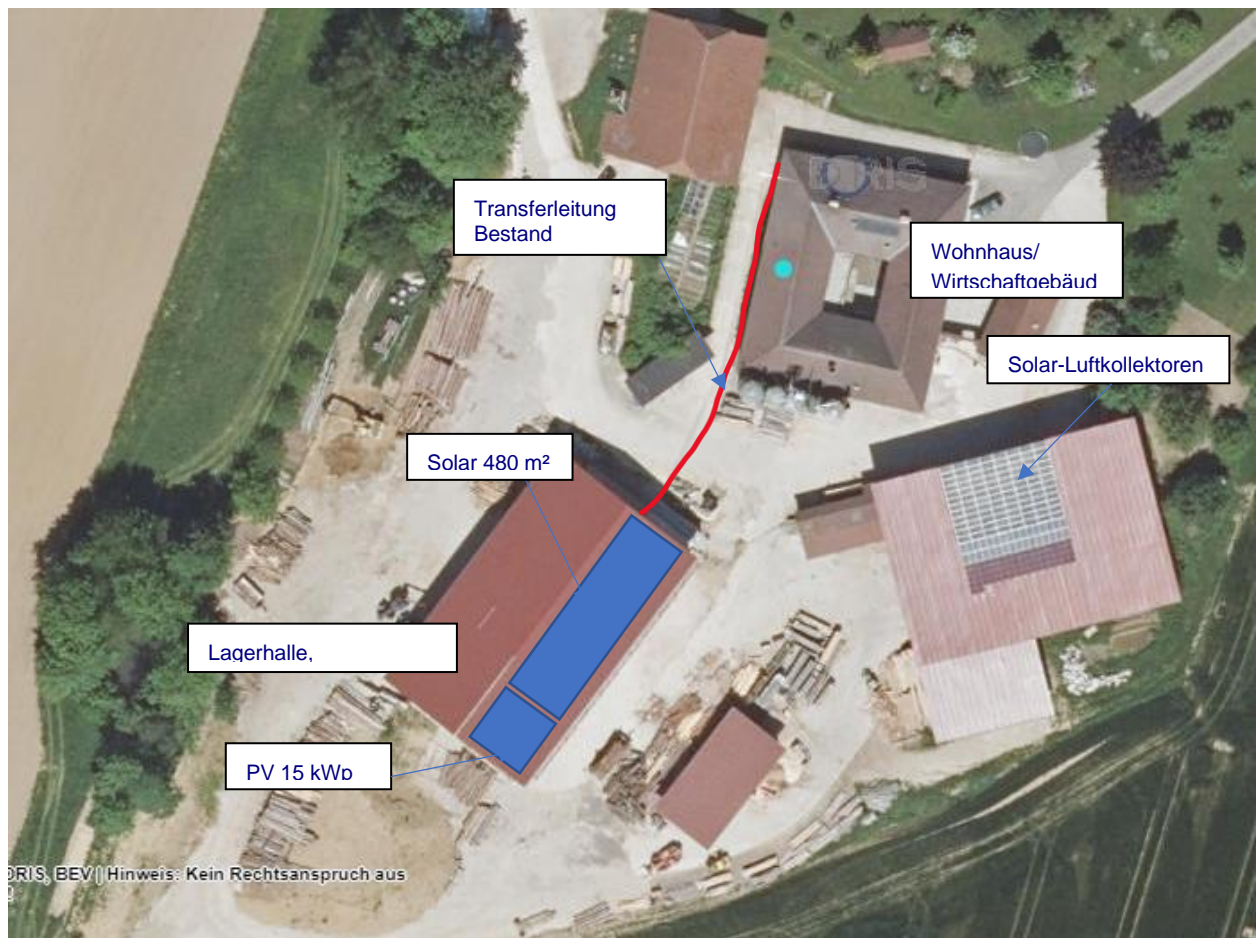 DORIS
Transferleitung
Bestand
Wohnhaus/
Wirtschaftgebäud
Solar-Luftkollektoren
Solar 480 m²
Lagerhalle,
PV 15 kWp
ORIS, BEV | Hinweis: Kein Rechtsanspruch aus